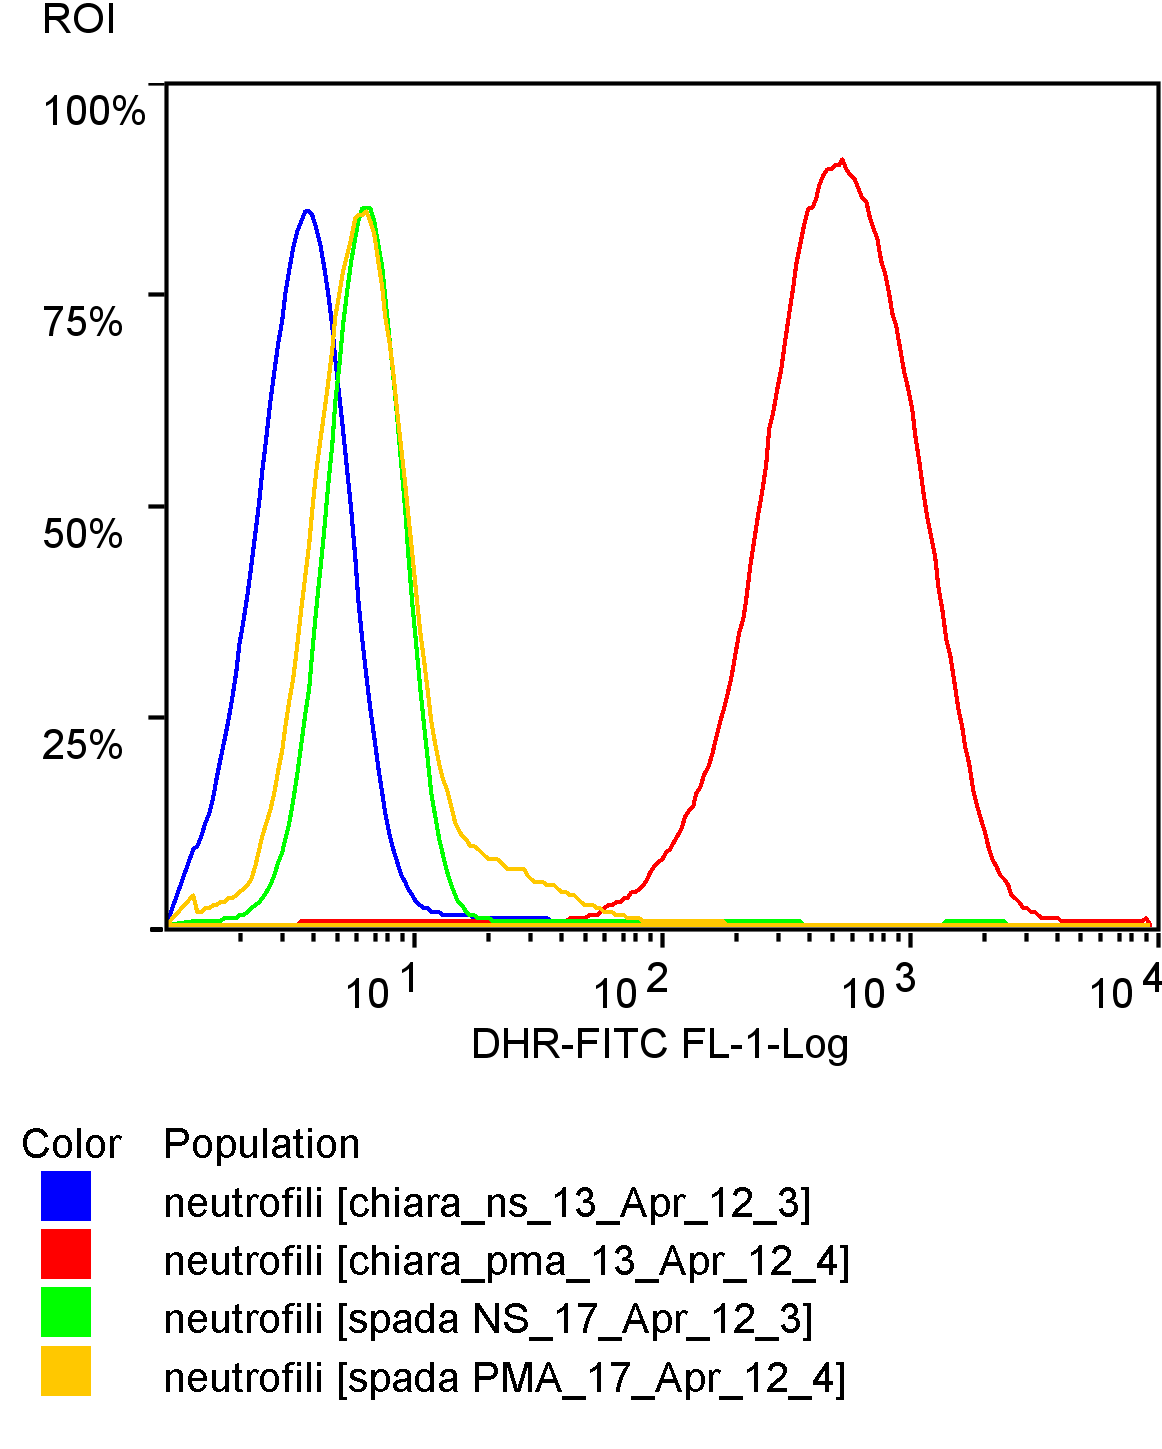 ROI
100%
75%
50%
25%
10 1 10 2 10 3 10 4
DHR-FITC FL-1-Log
Color Population
neutrofili [chiara_ns_13_Apr_12_3]
neutrofili [chiara_pma_13_Apr_12_4]
neutrofili [spada NS_17_Apr_12_3]
neutrofili [spada PMA_17_Apr_12_4]